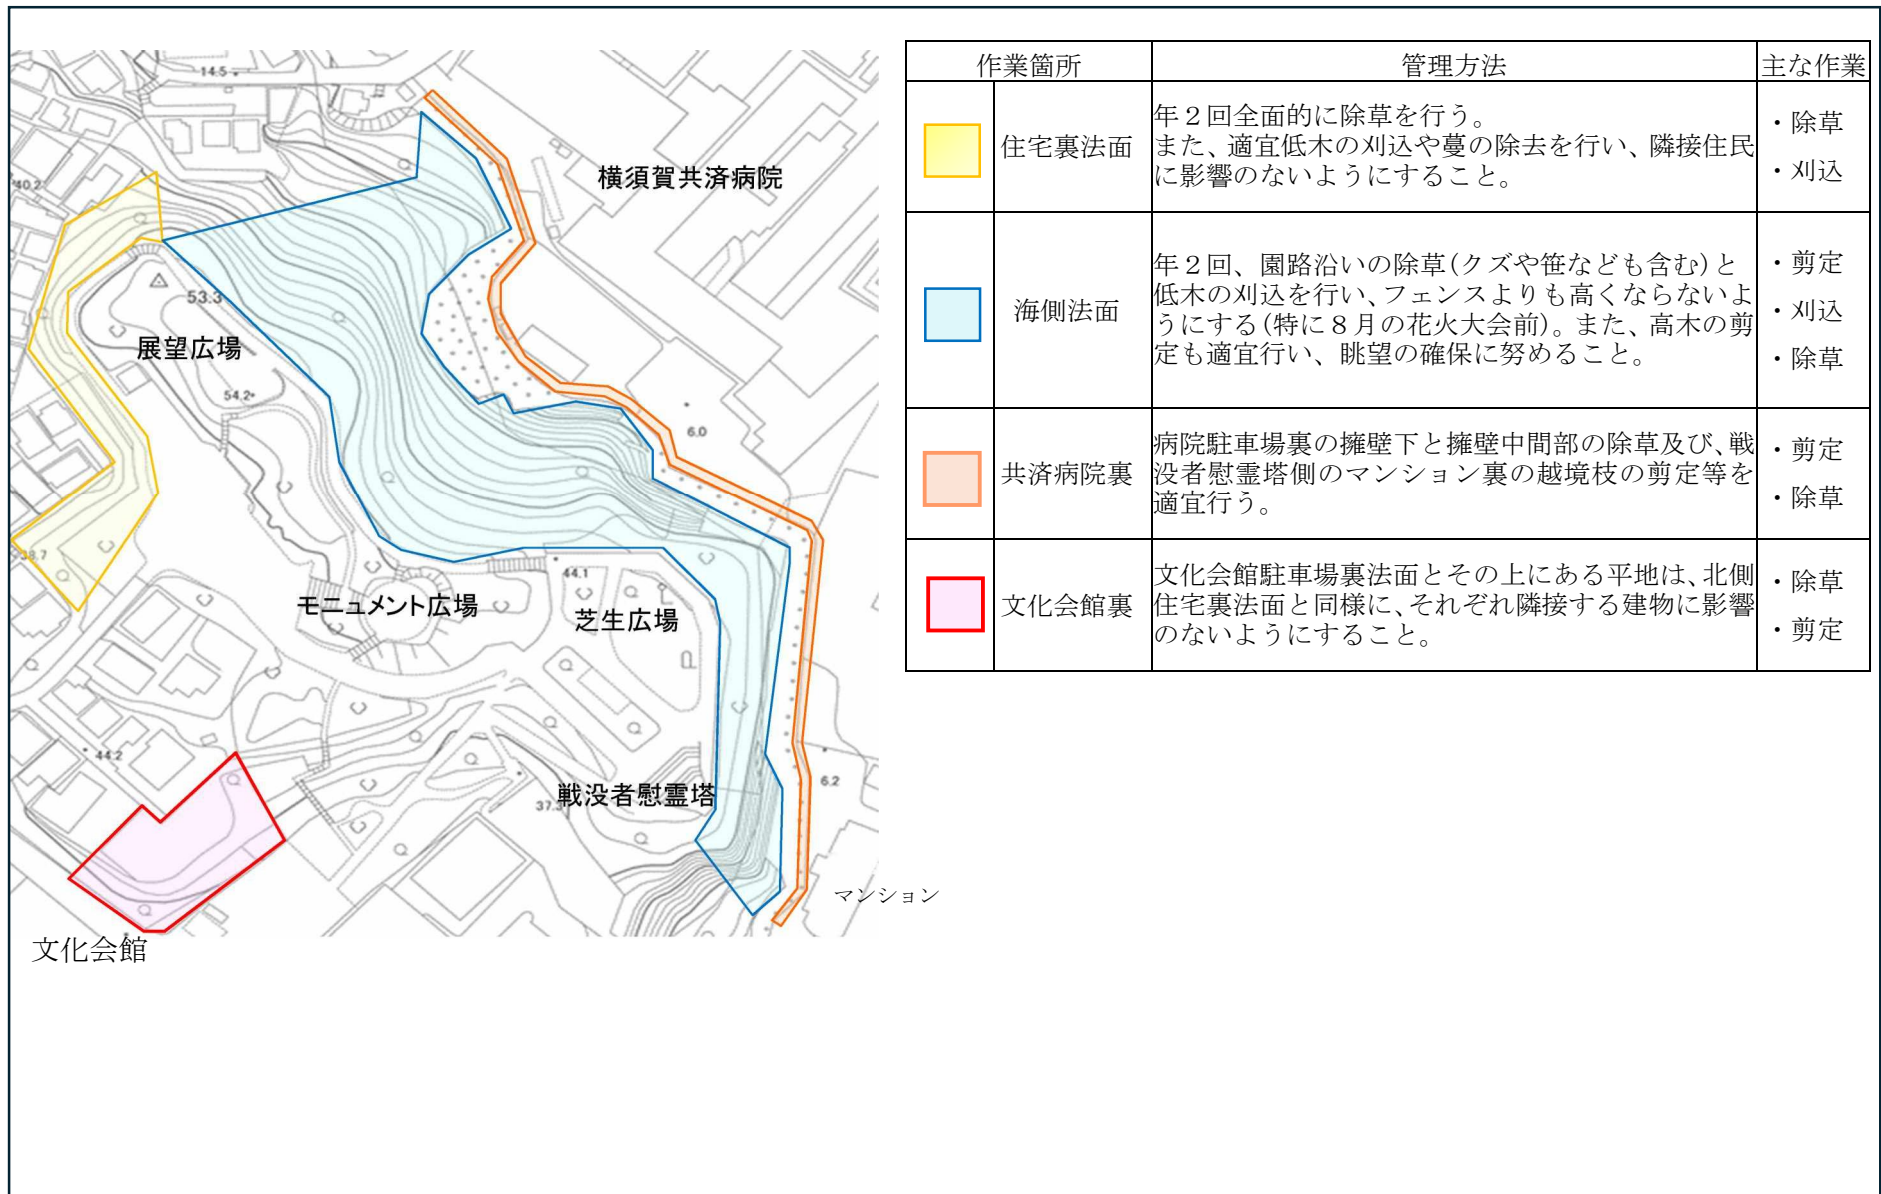 14.5
横須賀共済病院
40.2
53.3
展望広場
54.2
6.0
38.7
44.1
モニュメント広場
芝生広場
44.2
戦没者慰霊塔
37.3
6.2
マンション
文化会館
作業箇所 管理方法 主な作業
住宅裏法面
年２回全面的に除草を行う。
また、適宜低木の刈込や蔓の除去を行い、隣接住民
に影響のないようにすること。
・除草
・刈込
海側法面
年２回、園路沿いの除草(クズや笹なども含む)と
低木の刈込を行い、フェンスよりも高くならないよ
うにする(特に８月の花火大会前)。また、高木の剪
定も適宜行い、眺望の確保に努めること。
・剪定
・刈込
・除草
共済病院裏
病院駐車場裏の擁壁下と擁壁中間部の除草及び、戦
没者慰霊塔側のマンション裏の越境枝の剪定等を
適宜行う。
・剪定
・除草
文化会館裏
文化会館駐車場裏法面とその上にある平地は、北側
住宅裏法面と同様に、それぞれ隣接する建物に影響
のないようにすること。
・除草
・剪定